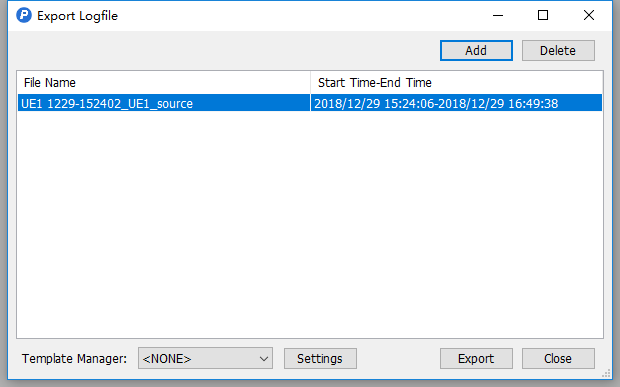 Export Logfile
Add Delete
File Name Start Time-End Time
UE1 1229-152402_UE1_source 2018/12/29 15:24:06-2018/12/29 16:49:38
Template Manager: <NONE> Settings Export Close